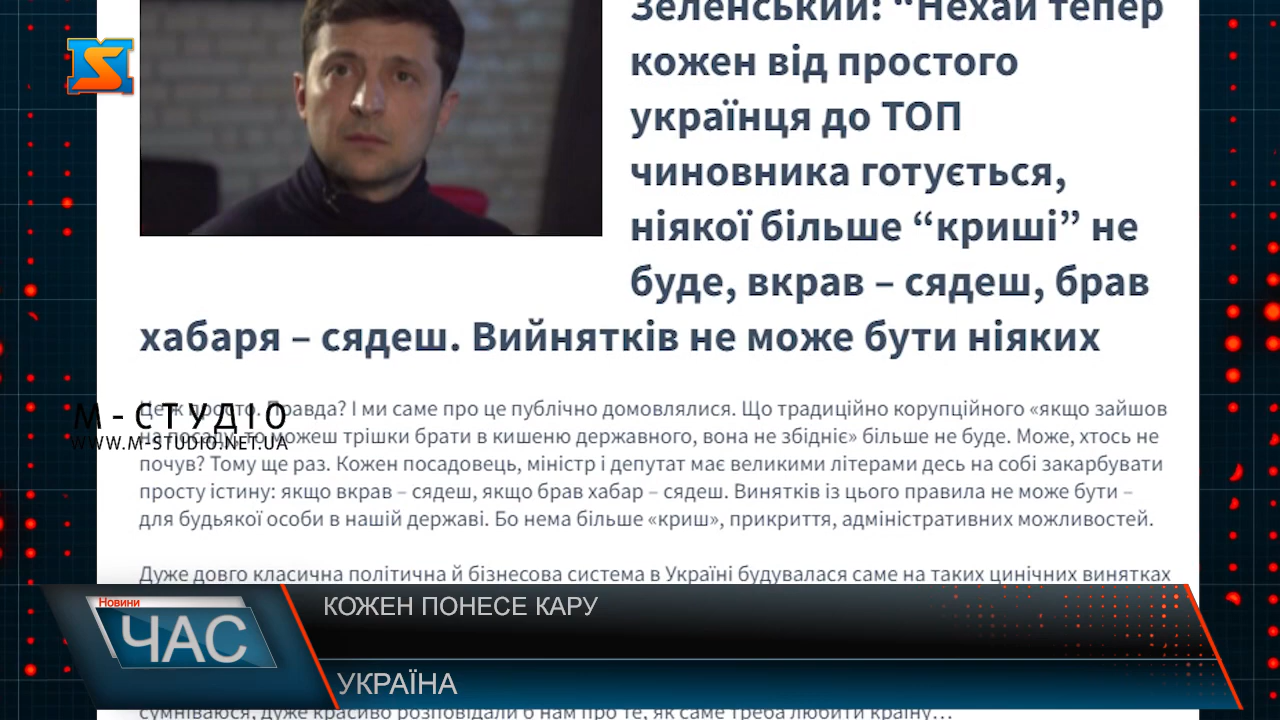 Зеленський: “Нехай тепер
кожен від простого
українця до ТОП
чиновника готується,
ніякої більше “криші” не
буде, вкрав – сядеш, брав
хабаря – сядеш. Вийнятків не може бути ніяких
Це ж просто. Правда? І ми саме про це публічно домовлялися. Що традиційно корупційного «якщо зайшов
М-СТУДІО
можеш трішки брати в кишеню державного, вона не збідніє» більше не буде. Може, хтось не
WWW.M-STUDIO.NET.UA
почув? Тому ще раз. Кожен посадовець, міністр і депутат має великими літерами десь на собі закарбувати
просту істину: якщо вкрав – сядеш, якщо брав хабар – сядеш. Винятків із цього правила не може бути –
для будьякої особи в нашій державі. Бо нема більше «криш», прикриття, адміністративних можливостей.
Дуже довго класична політична й бізнесова система в Україні будувалася саме на таких цинічних винятках
Новини
ЧАС
КОЖЕН ПОНЕСЕ КАРУ
УКРАЇНА
сумніваюся, дуже красиво розповідали б нам про те, як саме треба любити країну…